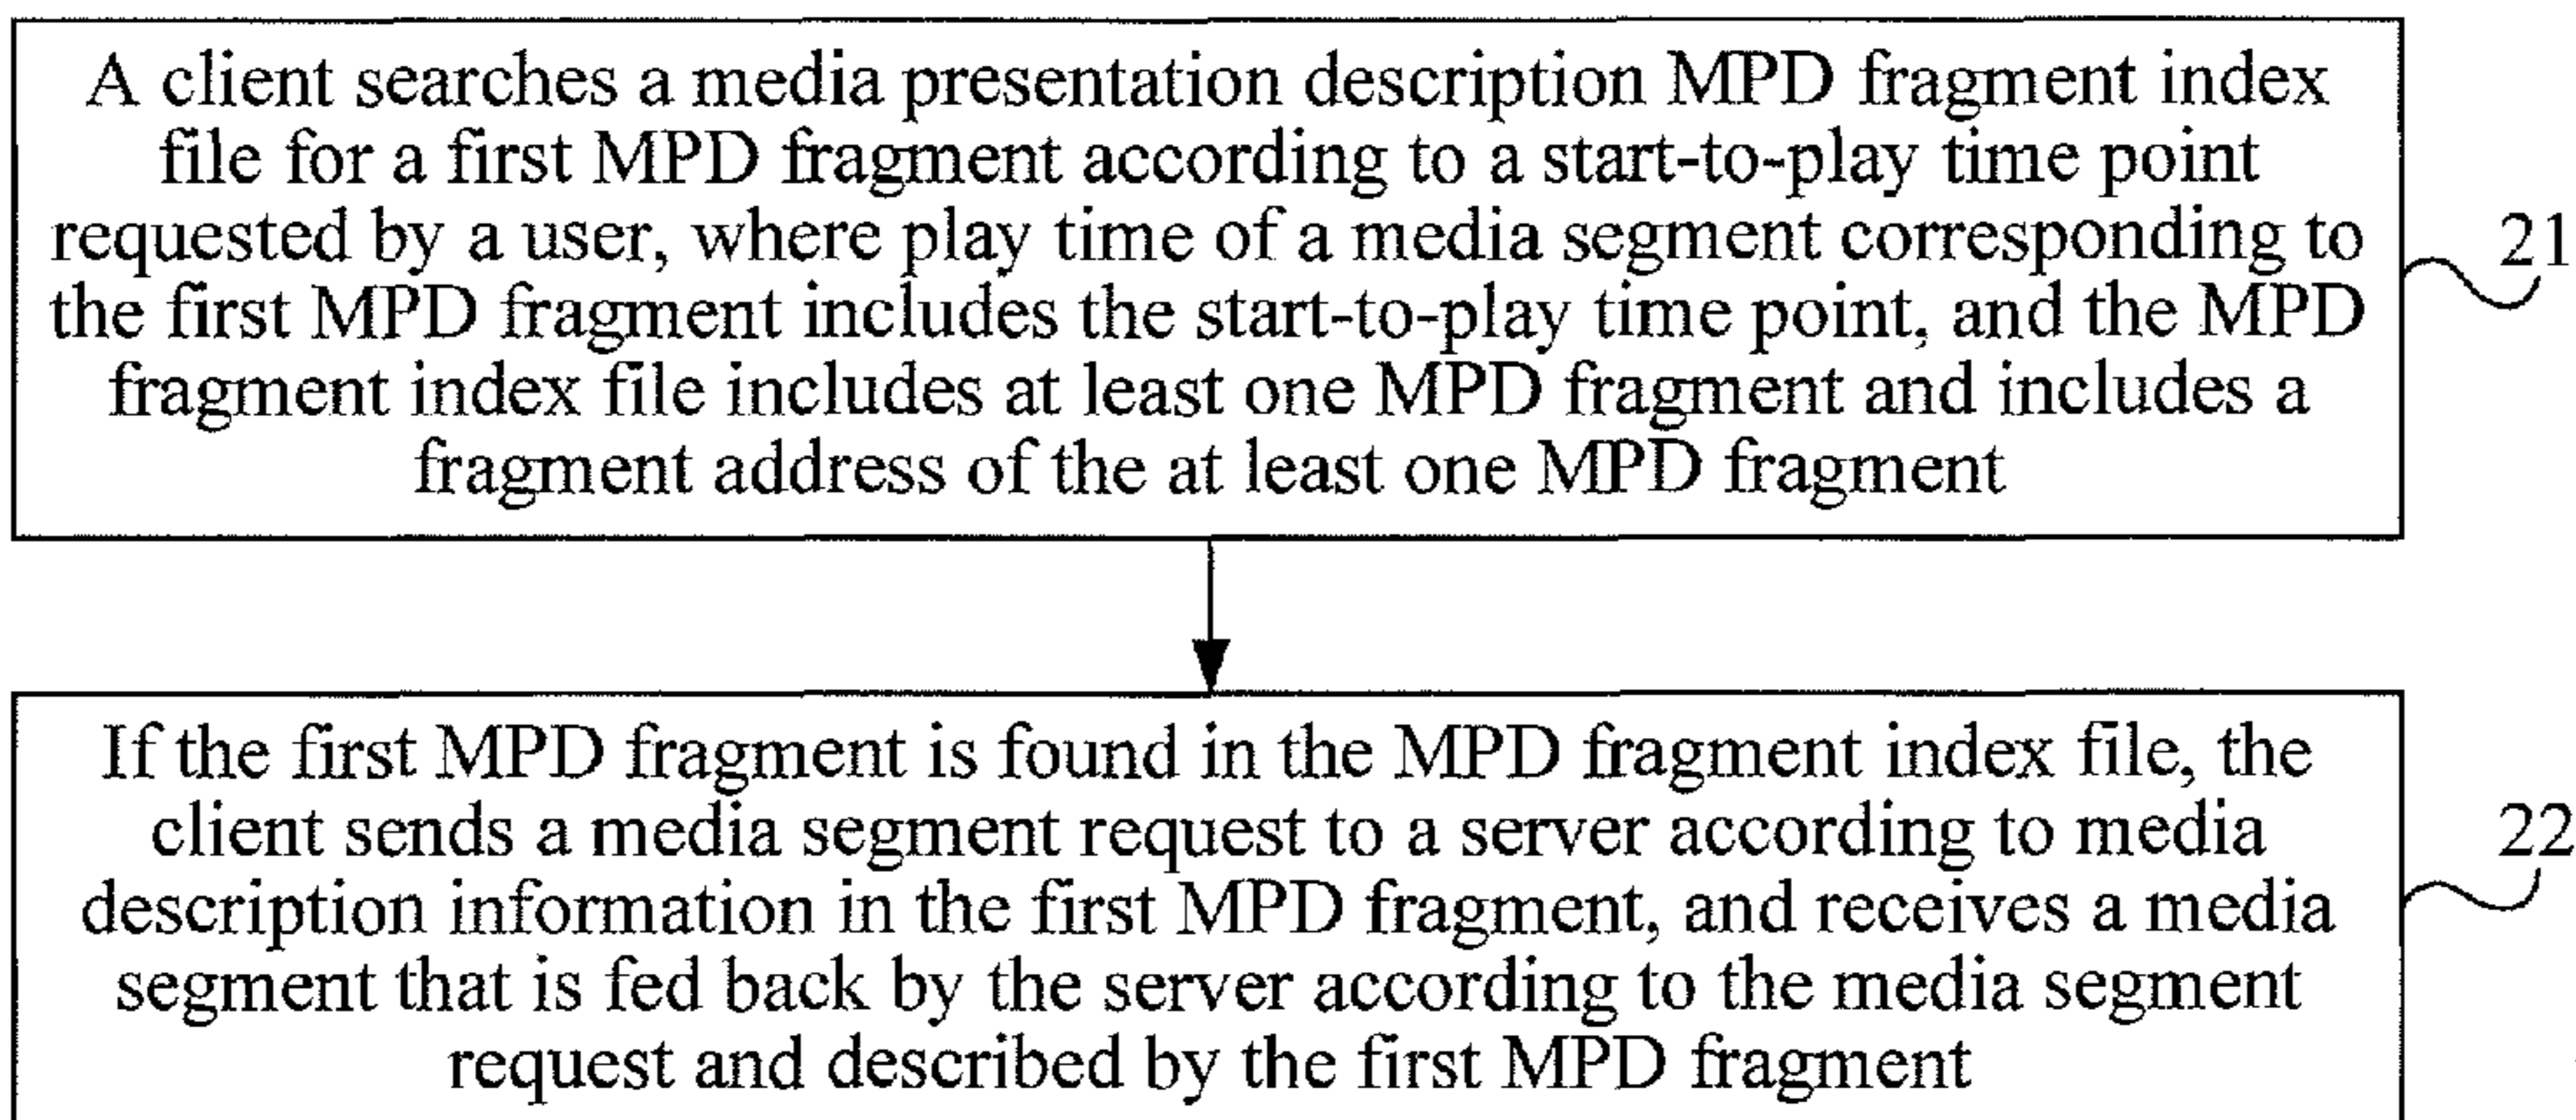 A client searches a media presentation description MPD fragment index
file for a first MPD fragment according to a start-to-play time point
requested by a user, where play time of a media segment corresponding to
the first MPD fragment includes the start-to-play time point, and the MPD
fragment index file includes at least one MPD fragment and includes a
fragment address of the at least one MPD fragment
21
If the first MPD fragment is found in the MPD fragment index file, the
client sends a media segment request to a server according to media
description information in the first MPD fragment, and receives a media
segment that is fed back by the server according to the media segment
request and described by the first MPD fragment
22